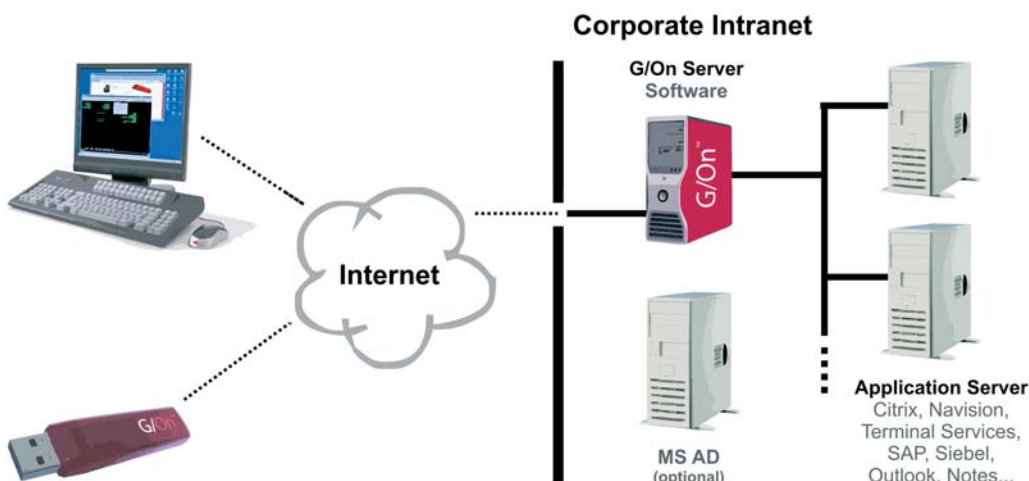 Corporate Intranet
G/On Server
Software
G/On™
Internet
G/On
MS AD
(optional)
Application Server
Citrix, Navision,
Terminal Services,
SAP, Siebel,
Outlook, Notes...